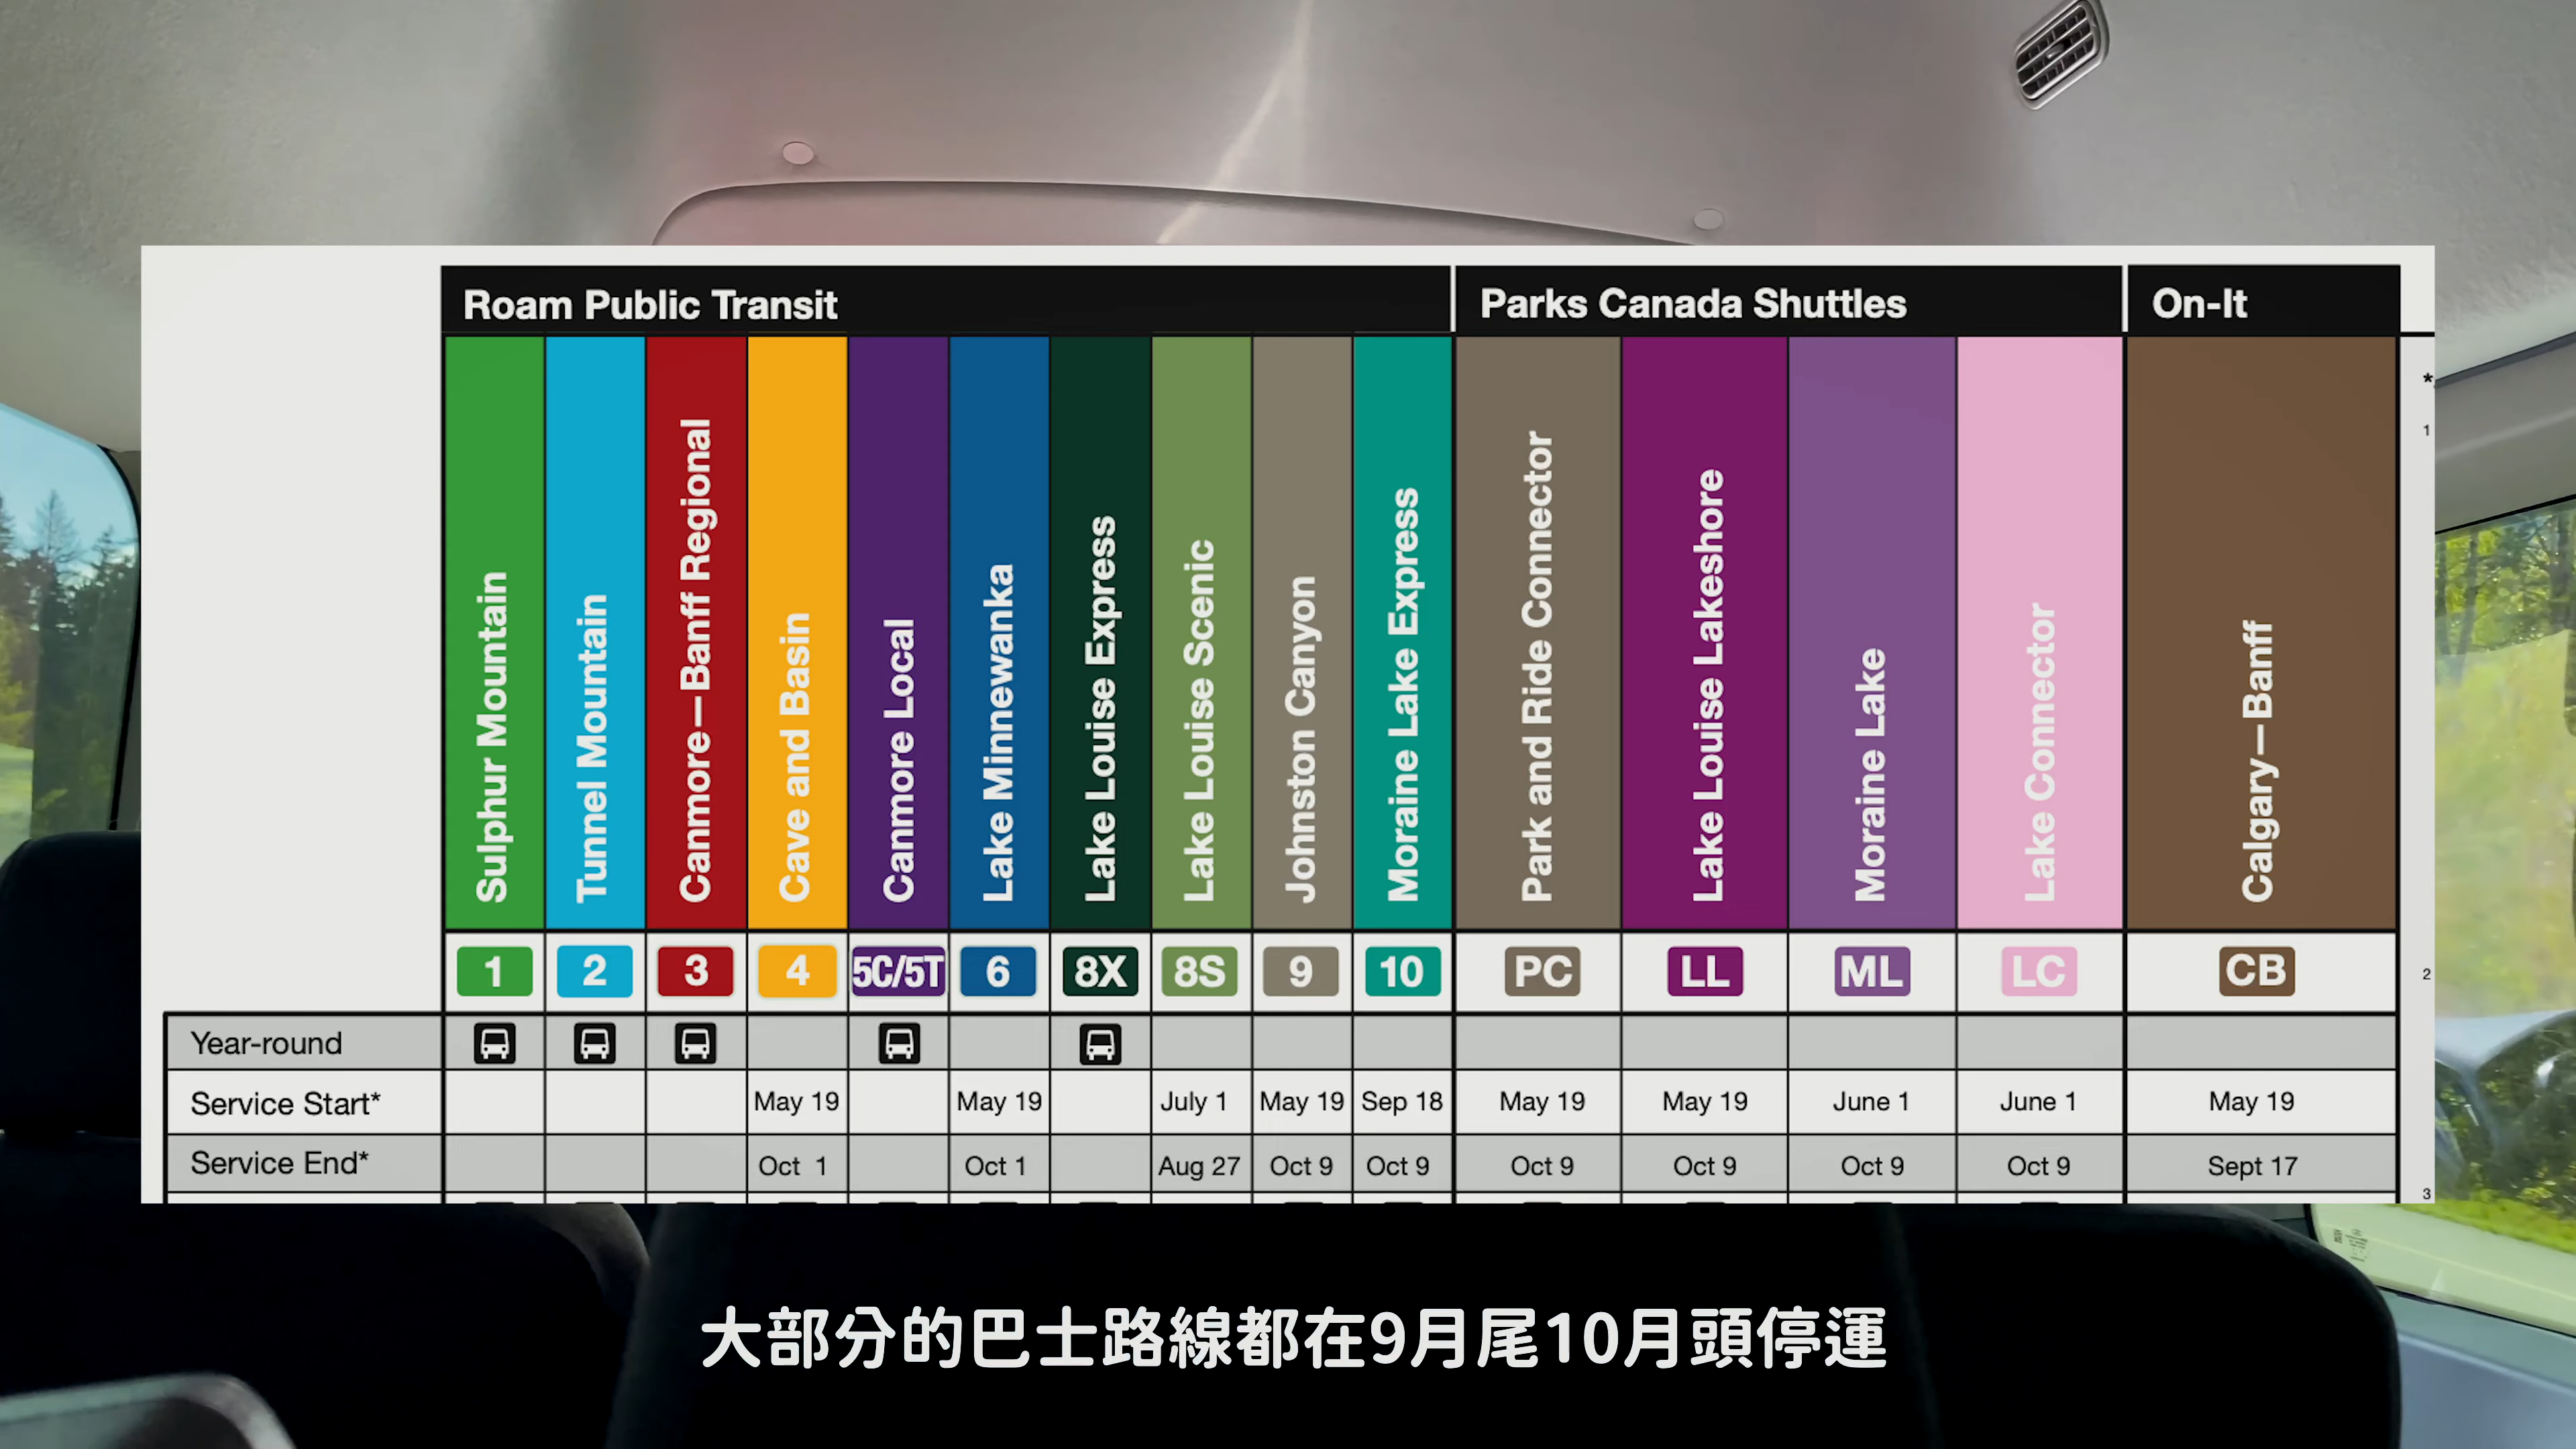 Roam Public Transit Parks Canada Shuttles On-It
*
1
Sulphur Mountain
Tunnel Mountain
Canmore—Banff Regional
Cave and Basin
Canmore Local
Lake Minnewanka
Lake Louise Express
Lake Louise Scenic
Johnston Canyon
Moraine Lake Express
Park and Ride Connector
Lake Louise Lakeshore
Moraine Lake
Lake Connector
Calgary—Banff
1 2 3 4 5C/5T 6 8X 8S 9 10 PC LL ML LC CB 2
Year-round
Service Start* May 19 May 19 July 1 May 19 Sep 18 May 19 May 19 June 1 June 1 May 19
Service End* Oct 1 Oct 1 Aug 27 Oct 9 Oct 9 Oct 9 Oct 9 Oct 9 Oct 9 Sept 17
3
大部分的巴士路線都在9月尾10月頭停運